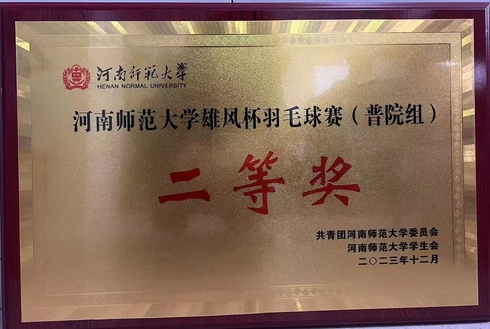 河南师范大学
HENAN NORMAL UNIVERSITY
河南师范大学雄风杯羽毛球赛（普院组）
二等奖
共青团河南师范大学委员会
河南师范大学学生会
二〇二三年十二月